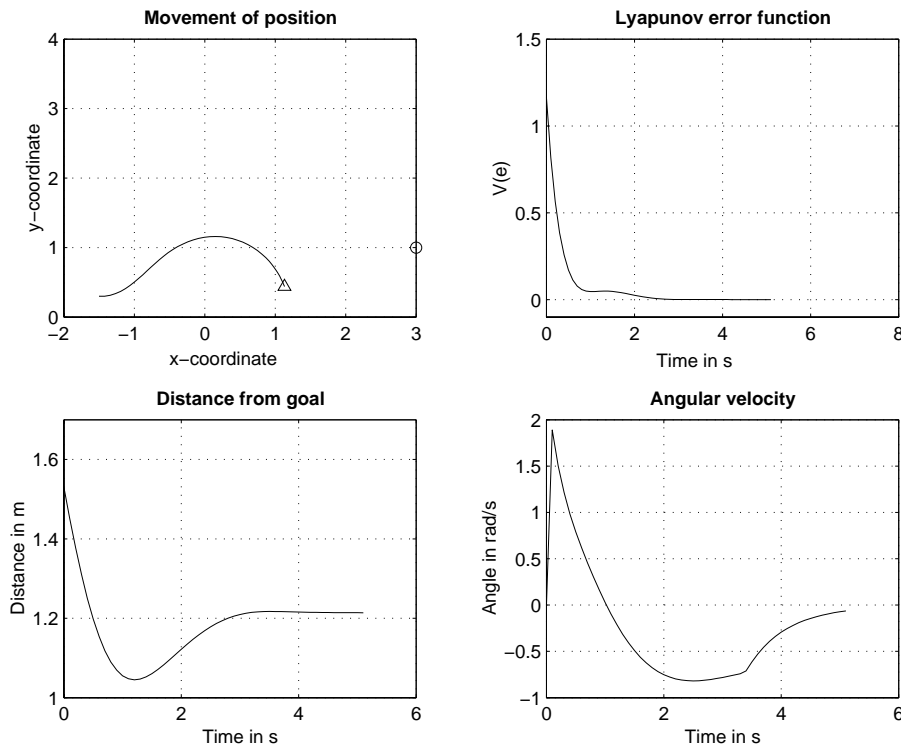 Movement of position
4
3
2
1
0
−2 −1 0 1 2 3
y−coordinate
x−coordinate
Lyapunov error function
1.5
1
0.5
0
0 2 4 6 8
V(e)
Time in s
Distance from goal
1.6
1.4
1.2
1
0 2 4 6
Distance in m
Time in s
Angular velocity
2
1.5
1
0.5
0
−0.5
−1
0 2 4 6
Angle in rad/s
Time in s